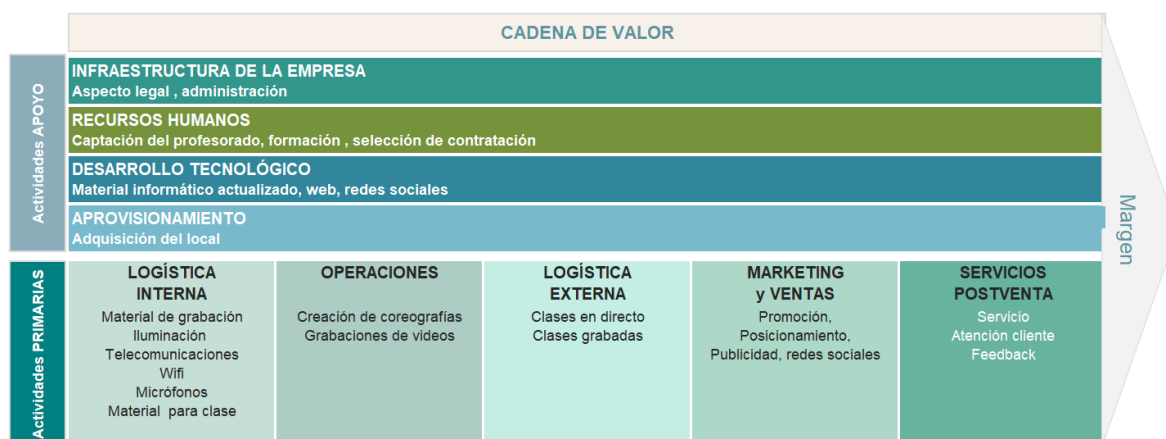 CADENA DE VALOR
Actividades APOYO
INFRAESTRUCTURA DE LA EMPRESA
Aspecto legal , administración
RECURSOS HUMANOS
Captación del profesorado, formación , selección de contratación
DESARROLLO TECNOLÓGICO
Material informático actualizado, web, redes sociales
APROVISIONAMIENTO
Adquisición del local
Margen
Actividades PRIMARIAS
LOGÍSTICA
INTERNA
Material de grabación
Iluminación
Telecomunicaciones
Wifi
Micrófonos
Material para clase
OPERACIONES
Creación de coreografías
Grabaciones de videos
LOGÍSTICA
EXTERNA
Clases en directo
Clases grabadas
MARKETING
y VENTAS
Promoción,
Posicionamiento,
Publicidad, redes sociales
SERVICIOS
POSTVENTA
Servicio
Atención cliente
Feedback